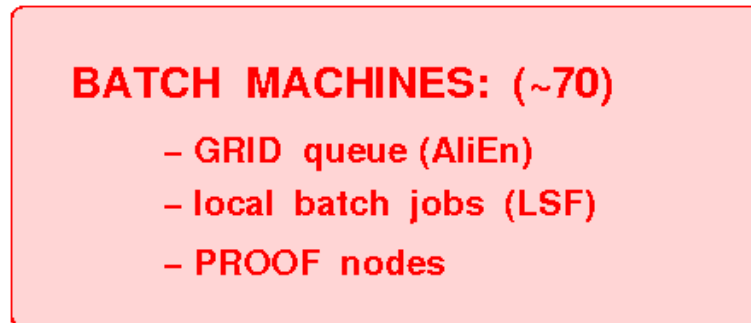 BATCH MACHINES: (~70)
– GRID queue (AliEn)
– local batch jobs (LSF)
– PROOF nodes